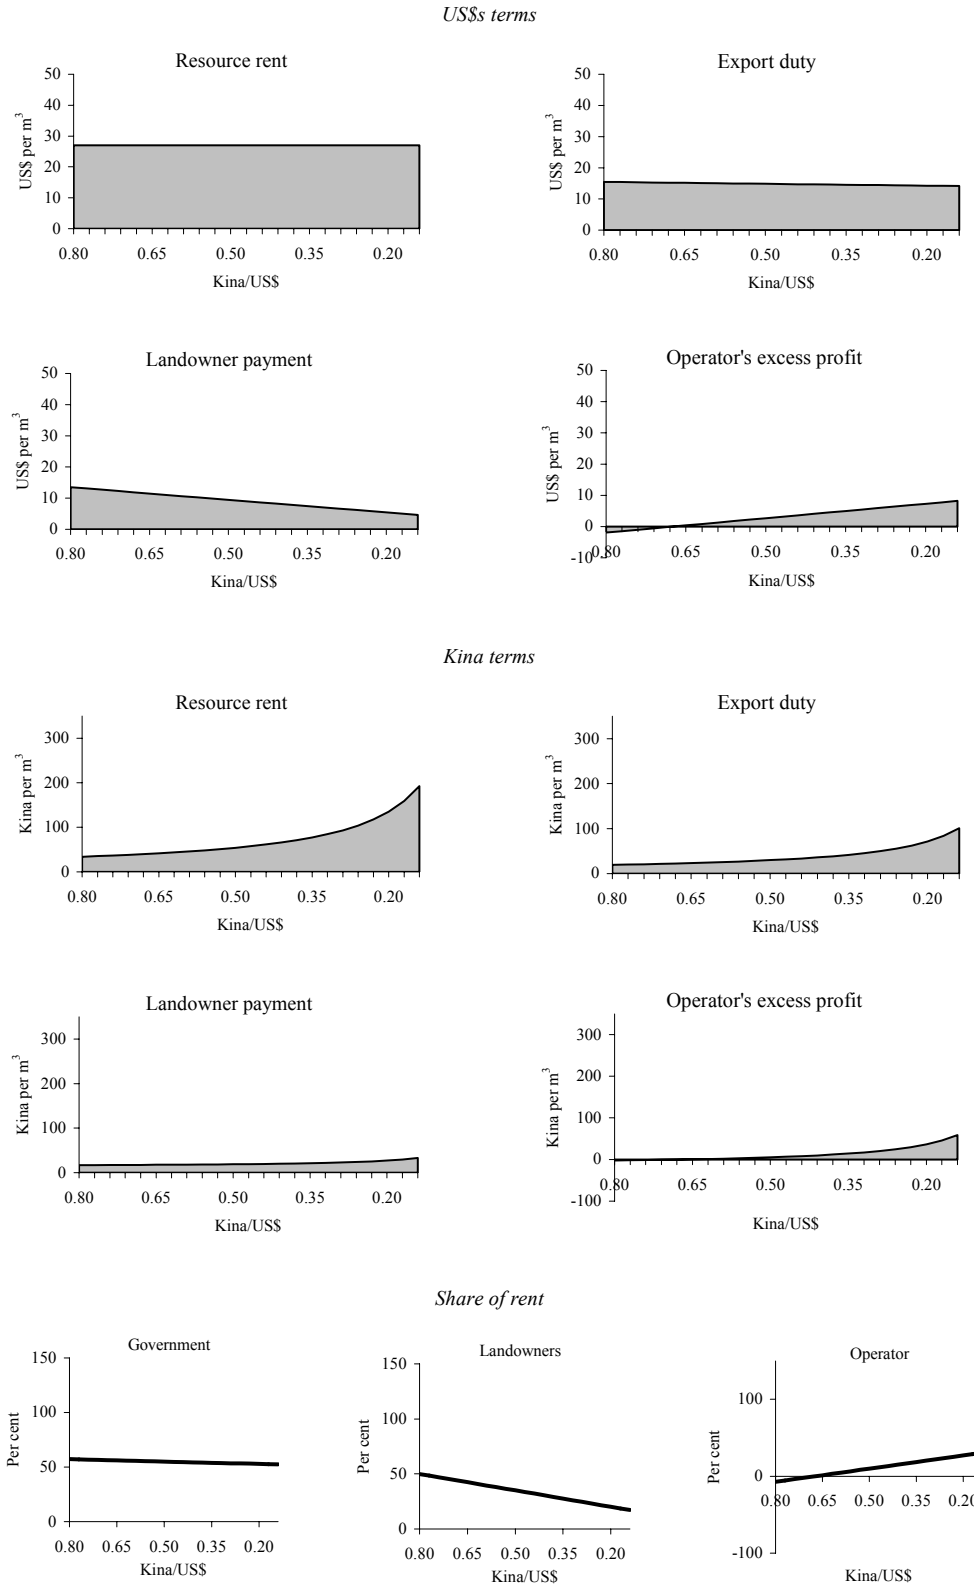 US$s terms
Resource rent
50
40
30
20
10
0
US$ per m³
0.80 0.65 0.50 0.35 0.20
Kina/US$
Export duty
50
40
30
20
10
0
US$ per m³
0.80 0.65 0.50 0.35 0.20
Kina/US$
Landowner payment
50
40
30
20
10
0
US$ per m³
0.80 0.65 0.50 0.35 0.20
Kina/US$
Operator's excess profit
50
40
30
20
10
0
-10
US$ per m³
0.80 0.65 0.50 0.35 0.20
Kina/US$
Kina terms
Resource rent
300
200
100
0
Kina per m³
0.80 0.65 0.50 0.35 0.20
Kina/US$
Export duty
300
200
100
0
Kina per m³
0.80 0.65 0.50 0.35 0.20
Kina/US$
Landowner payment
300
200
100
0
Kina per m³
0.80 0.65 0.50 0.35 0.20
Kina/US$
Operator's excess profit
300
200
100
0
-100
Kina per m³
0.80 0.65 0.50 0.35 0.20
Kina/US$
Share of rent
Government
150
100
50
0
Per cent
0.80 0.65 0.50 0.35 0.20
Kina/US$
Landowners
150
100
50
0
Per cent
0.80 0.65 0.50 0.35 0.20
Kina/US$
Operator
100
0
-100
Per cent
0.80 0.65 0.50 0.35 0.20
Kina/US$